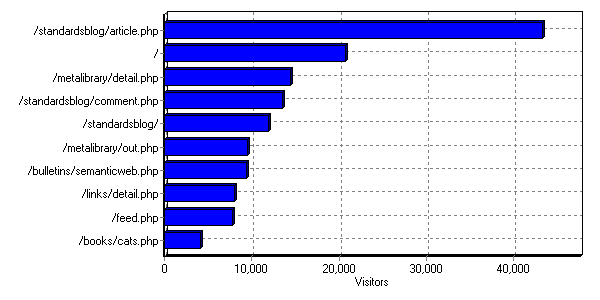 /standardsblog/article.php
/
/metalibrary/detail.php
/standardsblog/comment.php
/standardsblog/
/metalibrary/out.php
/bulletins/semanticweb.php
/links/detail.php
/feed.php
/books/cats.php
0 10,000 20,000 30,000 40,000
Visitors